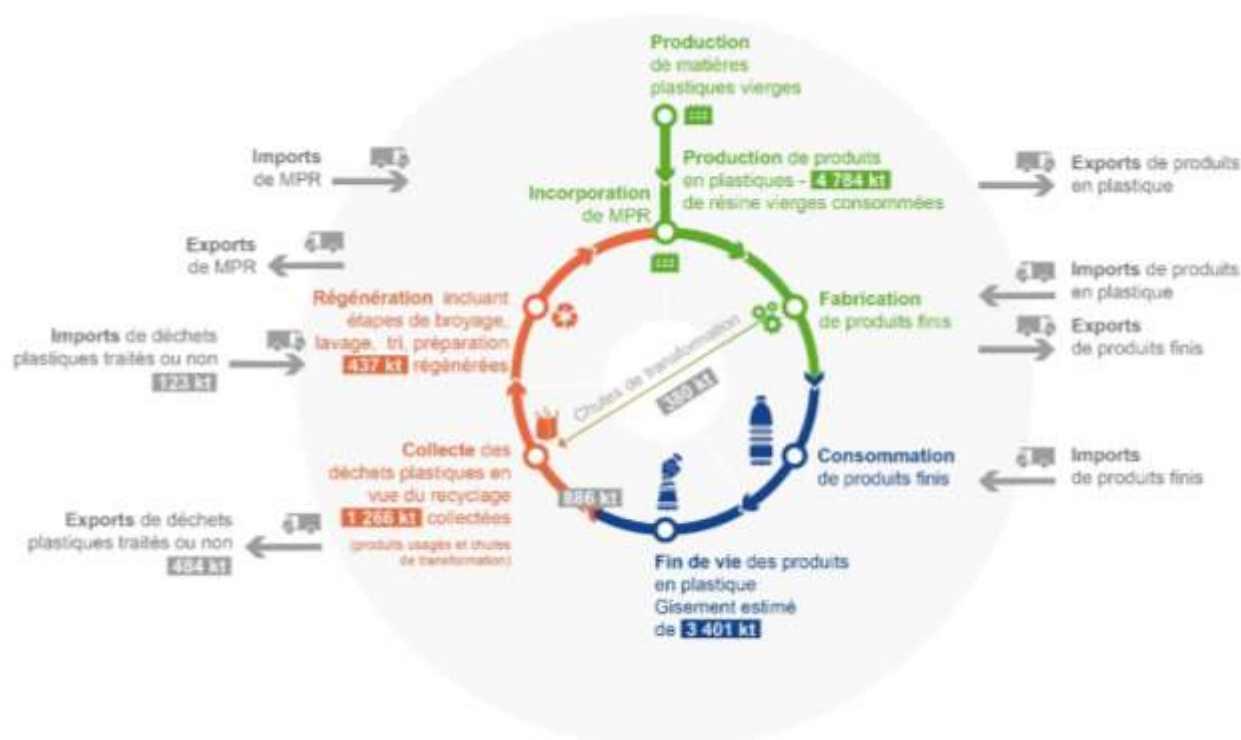 Production
de matières
plastiques vierges
Production de produits
en plastiques - 4 784 kt
de résine vierges consommées
Incorporation
de MPR
Imports
de MPR
Exports
de MPR
Régénération incluant
étapes de broyage,
lavage, tri, préparation
437 kt régénérées
Imports de déchets
plastiques traités ou non
123 kt
Chutes de transformation
380 kt
Exports de produits
en plastique
Imports de produits
en plastique
Fabrication
de produits finis
Exports
de produits finis
Collecte des
déchets plastiques en
vue du recyclage
1 266 kt collectées
(produits usagés et chutes
de transformation)
886 kt
Consommation
de produits finis
Imports
de produits finis
Exports de déchets
plastiques traités ou non
484 kt
Fin de vie des produits
en plastique
Gisement estimé
de 3 401 kt